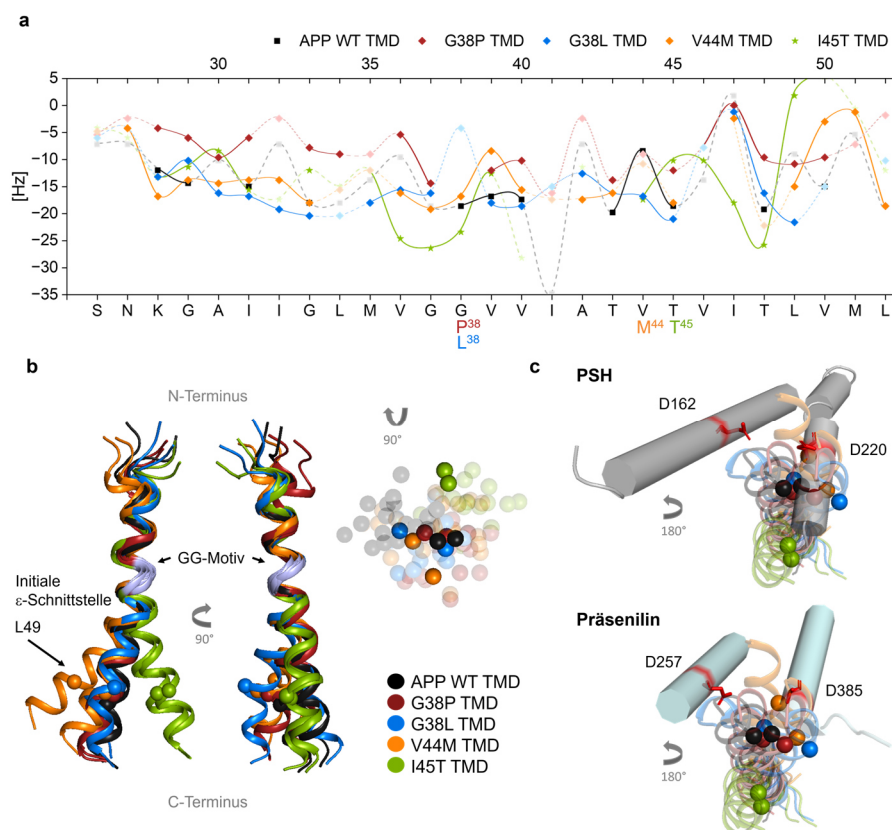 a
APP WT TMD G38P TMD G38L TMD V44M TMD I45T TMD
30 35 40 45 50
5
0
−5
−10
−15
−20
−25
−30
−35
[Hz]
S N K G A I I G L M V G G V V I A T V T V I T L V M L
P38 M44 T45
L38
b
N-Terminus
90°
GG-Motiv
Initiale
ε-Schnittstelle
L49
90°
APP WT TMD
G38P TMD
G38L TMD
V44M TMD
I45T TMD
C-Terminus
c
PSH
D162
D220
180°
Präsenilin
D257
D385
180°